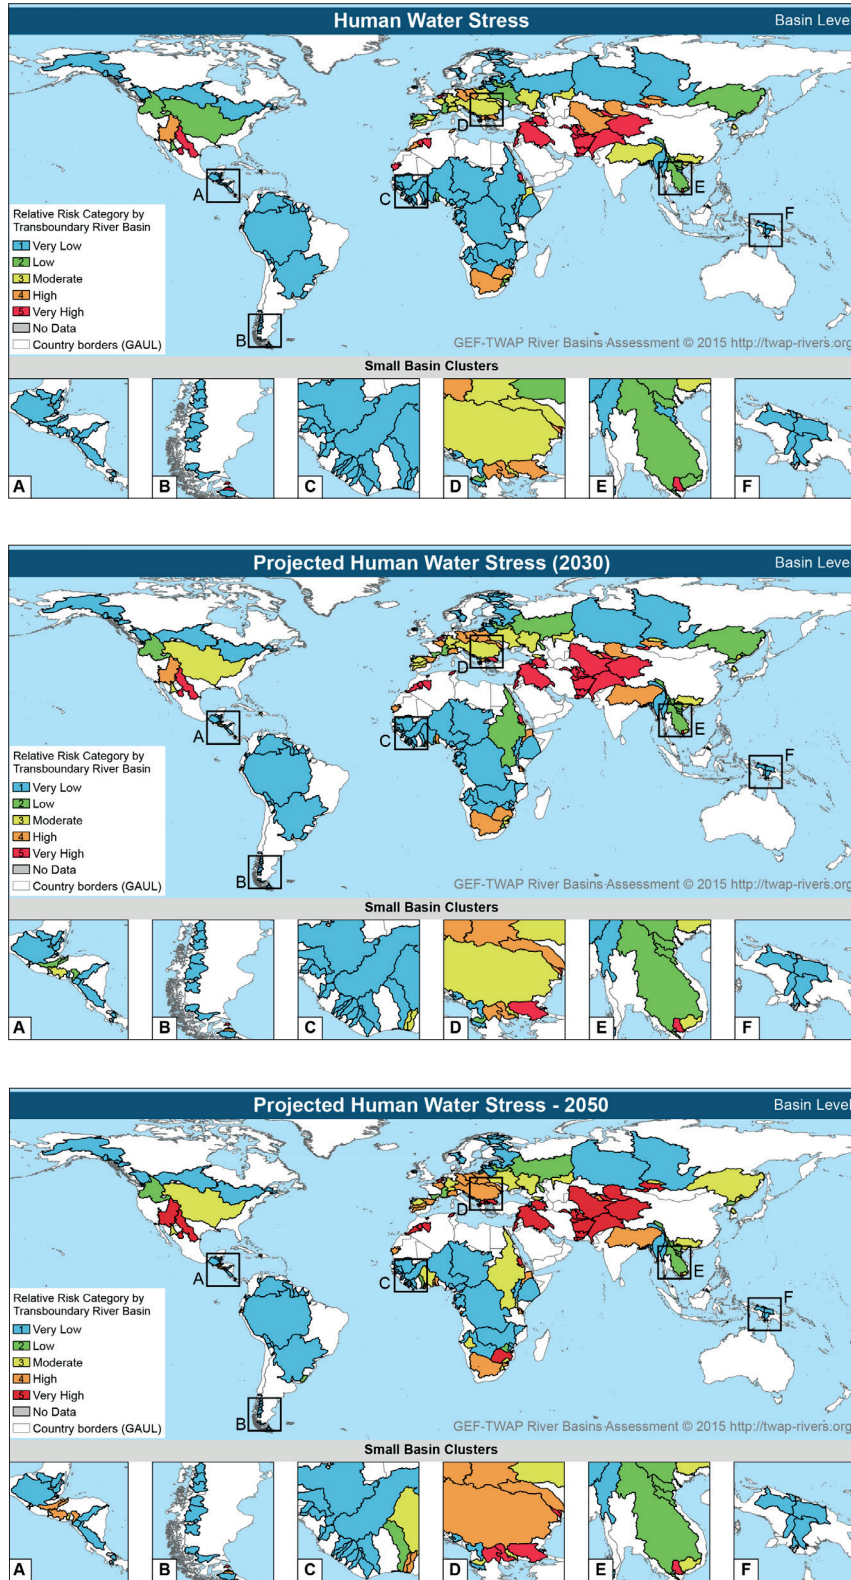 Human Water Stress
Basin Level
A
B
C
D
E
F
Relative Risk Category by
Transboundary River Basin
1 Very Low
2 Low
3 Moderate
4 High
5 Very High
No Data
Country borders (GAUL)
GEF-TWAP River Basins Assessment © 2015 http://twap-rivers.org
Small Basin Clusters
A
B
C
D
E
F
Projected Human Water Stress (2030)
Basin Level
A
B
C
D
E
F
Relative Risk Category by
Transboundary River Basin
1 Very Low
2 Low
3 Moderate
4 High
5 Very High
No Data
Country borders (GAUL)
GEF-TWAP River Basins Assessment © 2015 http://twap-rivers.org
Small Basin Clusters
A
B
C
D
E
F
Projected Human Water Stress - 2050
Basin Level
A
B
C
D
E
F
Relative Risk Category by
Transboundary River Basin
1 Very Low
2 Low
3 Moderate
4 High
5 Very High
No Data
Country borders (GAUL)
GEF-TWAP River Basins Assessment © 2015 http://twap-rivers.org
Small Basin Clusters
A
B
C
D
E
F